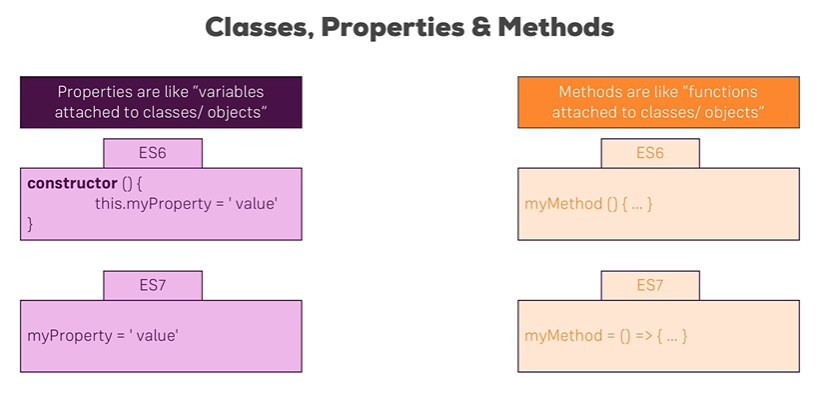 Classes, Properties & Methods
Properties are like “variables
attached to classes/ objects”
ES6
constructor () {
this.myProperty = ' value'
}
ES7
myProperty = ' value'
Methods are like “functions
attached to classes/ objects”
ES6
myMethod () { ... }
ES7
myMethod = () => { ... }